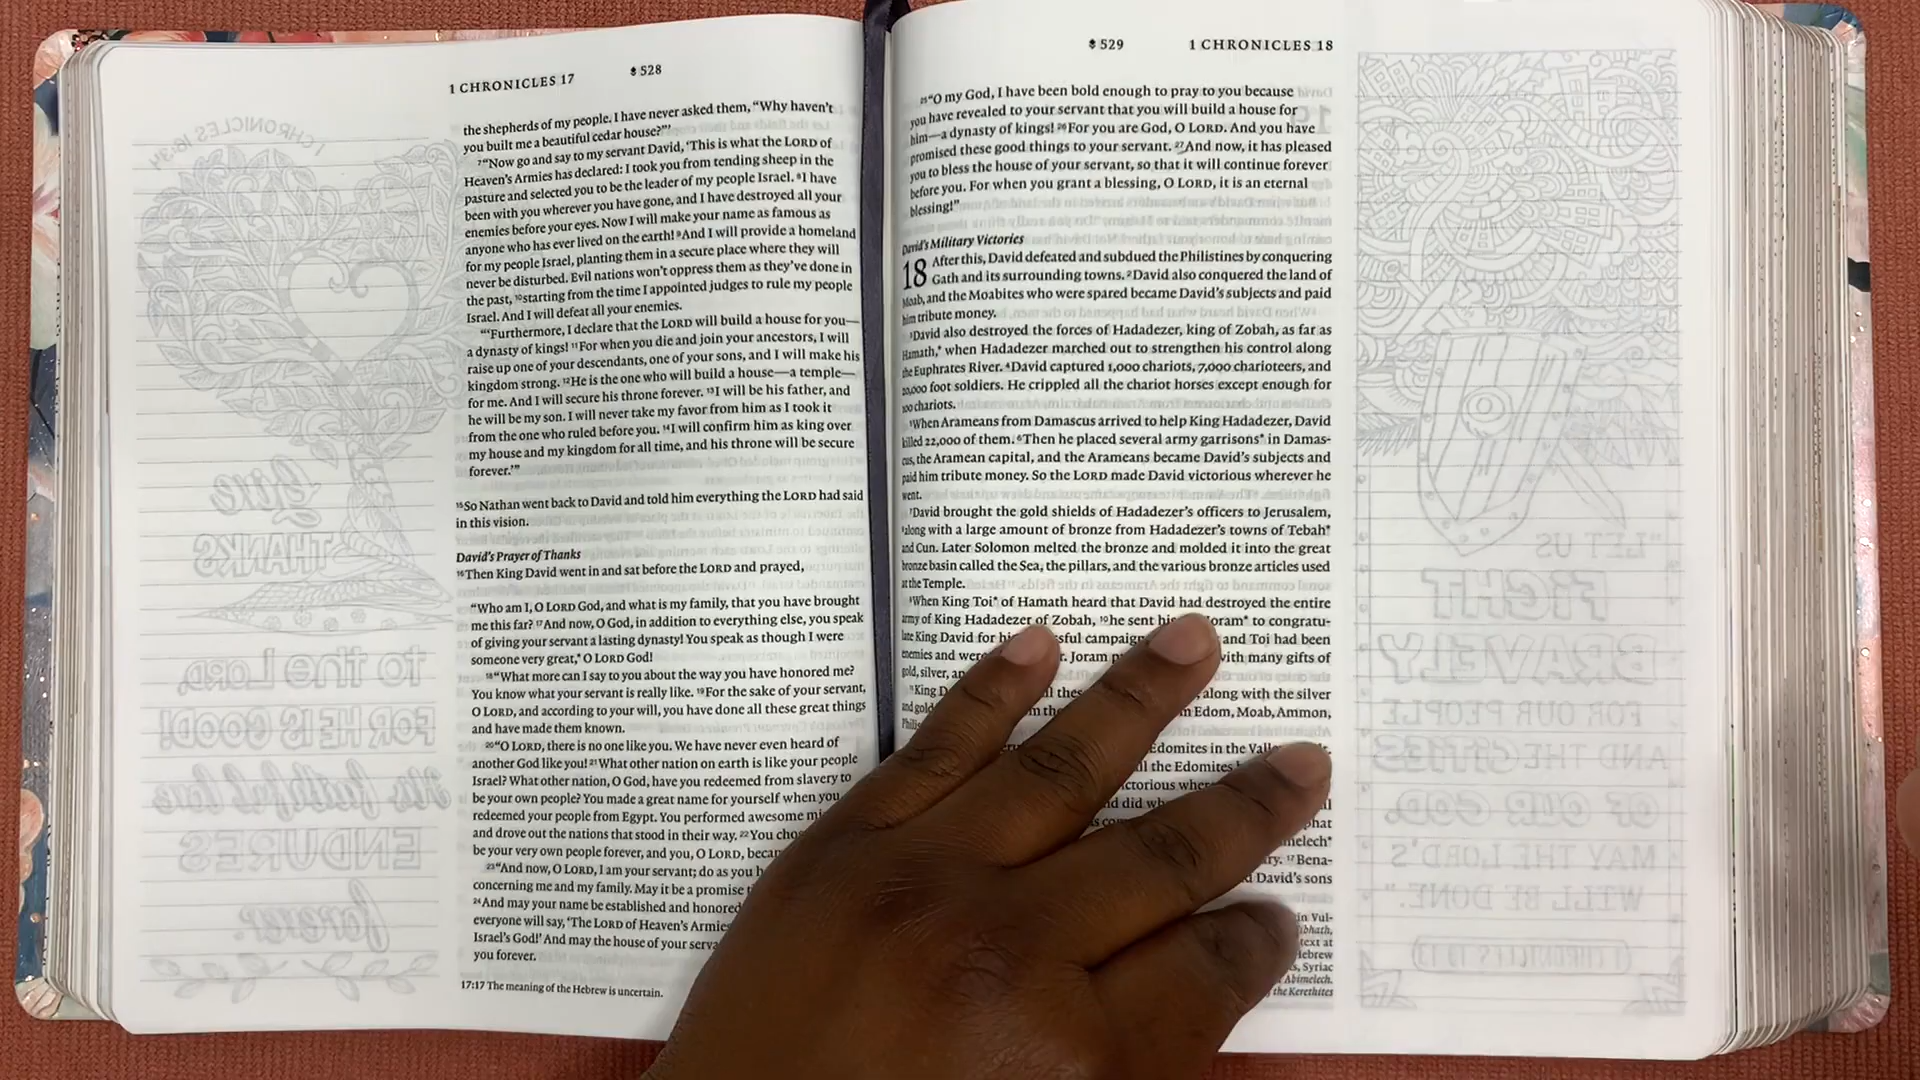 1 CHRONICLES 17
528
the shepherds of my people. I have never asked them, “Why haven’t
you built me a beautiful cedar house?”’
7“Now go and say to my servant David, ‘This is what the LORD of
Heaven’s Armies has declared: I took you from tending sheep in the
pasture and selected you to be the leader of my people Israel. 8I have
been with you wherever you have gone, and I have destroyed all your
enemies before your eyes. Now I will make your name as famous as
anyone who has ever lived on the earth! 9And I will provide a homeland
for my people Israel, planting them in a secure place where they will
never be disturbed. Evil nations won’t oppress them as they’ve done in
the past, 10starting from the time I appointed judges to rule my people
Israel. And I will defeat all your enemies.
“‘Furthermore, I declare that the LORD will build a house for you—
a dynasty of kings! 11For when you die and join your ancestors, I will
raise up one of your descendants, one of your sons, and I will make his
kingdom strong. 12He is the one who will build a house—a temple—
for me. And I will secure his throne forever. 13I will be his father, and
he will be my son. I will never take my favor from him as I took it
from the one who ruled before you. 14I will confirm him as king over
my house and my kingdom for all time, and his throne will be secure
forever.’”
15So Nathan went back to David and told him everything the LORD had said
in this vision.
David’s Prayer of Thanks
16Then King David went in and sat before the LORD and prayed,
“Who am I, O LORD God, and what is my family, that you have brought
me this far? 17And now, O God, in addition to everything else, you speak
of giving your servant a lasting dynasty! You speak as though I were
someone very great,* O LORD God!
18“What more can I say to you about the way you have honored me?
You know what your servant is really like. 19For the sake of your servant,
O LORD, and according to your will, you have done all these great things
and have made them known.
20“O LORD, there is no one like you. We have never even heard of
another God like you! 21What other nation on earth is like your people
Israel? What other nation, O God, have you redeemed from slavery to
be your own people? You made a great name for yourself when you
redeemed your people from Egypt. You performed awesome
and drove out the nations that stood in their way. 22You
be your very own people forever, and you, O LORD,
23“And now, O LORD, I am your servant; do as you
concerning me and my family. May it be a promise
24And may your name be established and honored
everyone will say, ‘The LORD of Heaven’s Armies
Israel’s God!’ And may the house of your
you forever.
17:17 The meaning of the Hebrew is uncertain.
529
1 CHRONICLES 18
25“O my God, I have been bold enough to pray to you because
you have revealed to your servant that you will build a house for
him—a dynasty of kings! 26For you are God, O LORD. And you have
promised these good things to your servant. 27And now, it has pleased
you to bless the house of your servant, so that it will continue forever
before you. For when you grant a blessing, O LORD, it is an eternal
blessing!”
David’s Military Victories
18 After this, David defeated and subdued the Philistines by conquering
Gath and its surrounding towns. 2David also conquered the land of
Moab, and the Moabites who were spared became David’s subjects and paid
him tribute money.
3David also destroyed the forces of Hadadezer, king of Zobah, as far as
Hamath,* when Hadadezer marched out to strengthen his control along
the Euphrates River. 4David captured 1,000 chariots, 7,000 charioteers, and
20,000 foot soldiers. He crippled all the chariot horses except enough for
100 chariots.
5When Arameans from Damascus arrived to help King Hadadezer, David
killed 22,000 of them. 6Then he placed several army garrisons* in Damas-
cus, the Aramean capital, and the Arameans became David’s subjects and
paid him tribute money. So the LORD made David victorious wherever he
went.
7David brought the gold shields of Hadadezer’s officers to Jerusalem,
8along with a large amount of bronze from Hadadezer’s towns of Tebah*
and Cun. Later Solomon melted the bronze and molded it into the great
bronze basin called the Sea, the pillars, and the various bronze articles used
at the Temple.
9When King Toi* of Hamath heard that David had destroyed the entire
army of King Hadadezer of Zobah, 10he sent his Joram* to congratu-
late King David for campaign and Toi had been
enemies and were Joram with many gifts of
gold, silver,
11King along with the silver
and gold Edom, Moab, Ammon,
Edomites in the
the Edomites
and did
phat
melech*
17Bena-
David’s sons
in Vul-
text at
Hebrew
Syriac
Abimelech.
the Kerethites